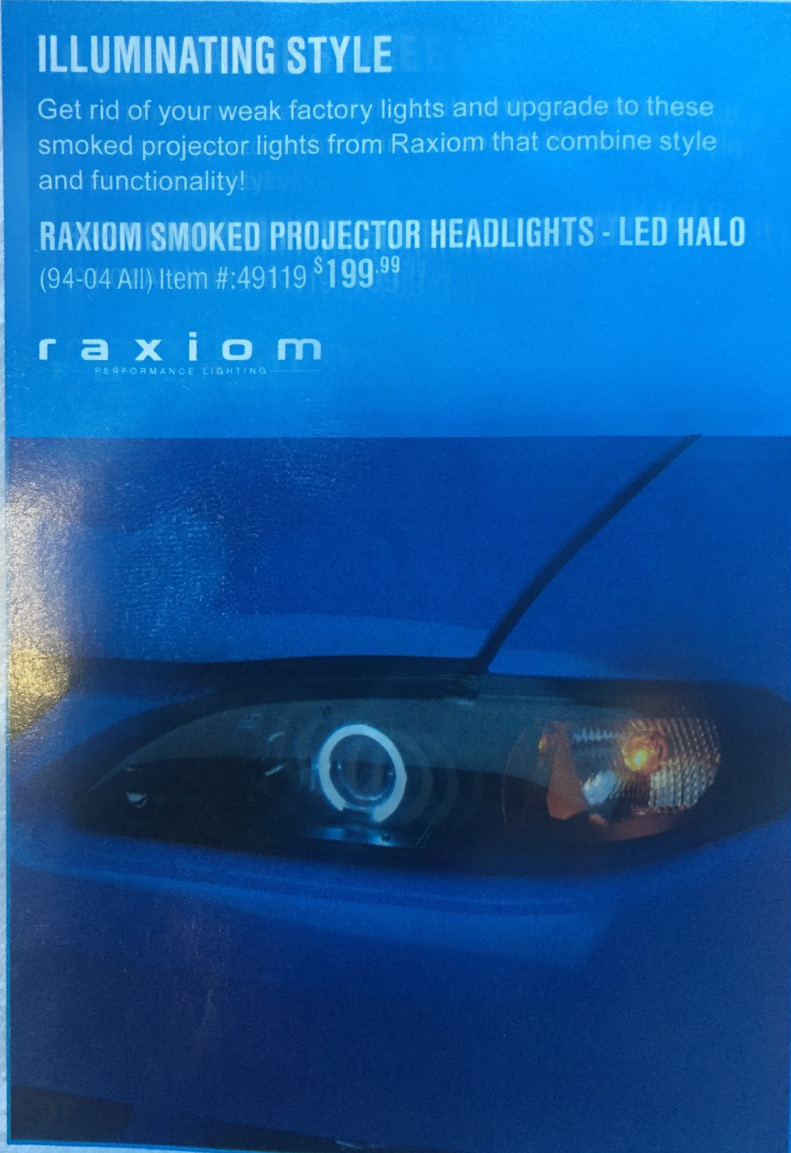 ILLUMINATING STYLE
Get rid of your weak factory lights and upgrade to these
smoked projector lights from Raxiom that combine style
and functionality!
RAXIOM SMOKED PROJECTOR HEADLIGHTS - LED HALO
(94-04 All) Item #:49119 $199.99
raxiom
PERFORMANCE LIGHTING